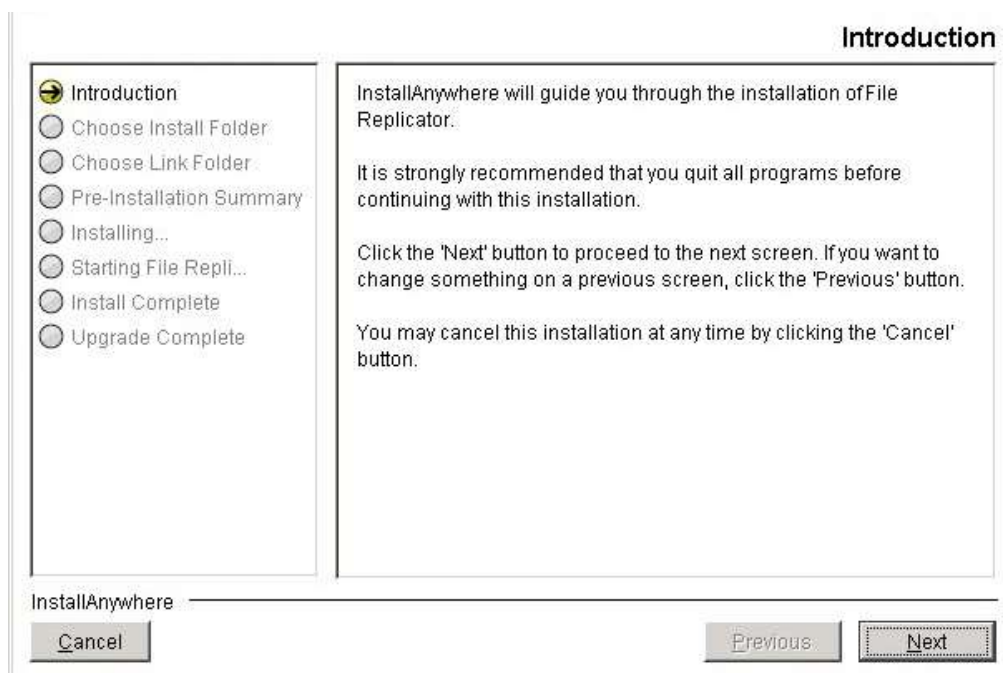 Introduction
Introduction
Choose Install Folder
Choose Link Folder
Pre-Installation Summary
Installing...
Starting File Repli...
Install Complete
Upgrade Complete
InstallAnywhere will guide you through the installation of File
Replicator.
It is strongly recommended that you quit all programs before
continuing with this installation.
Click the 'Next' button to proceed to the next screen. If you want to
change something on a previous screen, click the 'Previous' button.
You may cancel this installation at any time by clicking the 'Cancel'
button.
InstallAnywhere
Cancel
Previous
Next